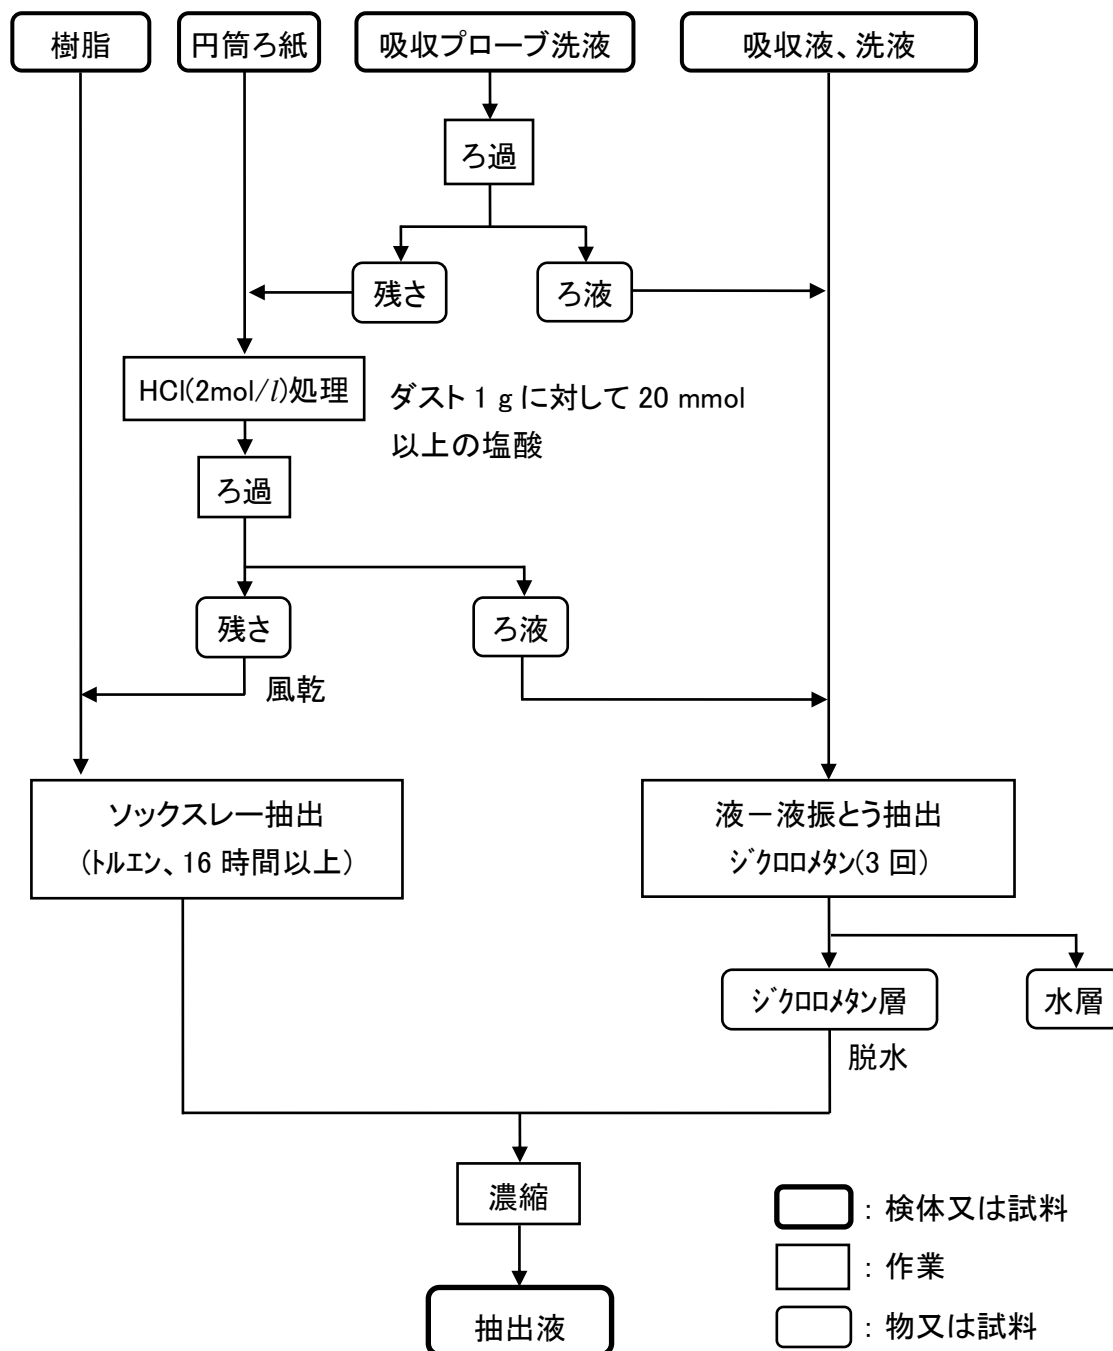 樹脂
円筒ろ紙
吸収プローブ洗液
吸収液、洗液
ろ過
残さ
ろ液
HCl(2mol/l)処理
ダスト 1 g に対して 20 mmol
以上の塩酸
ろ過
残さ
ろ液
風乾
ソックスレー抽出
(ﾄﾙｴﾝ、16 時間以上)
液－液振とう抽出
ｼﾞｸﾛﾛﾒﾀﾝ(3 回)
ｼﾞｸﾛﾛﾒﾀﾝ層
水層
脱水
濃縮
抽出液
: 検体又は試料
: 作業
: 物又は試料